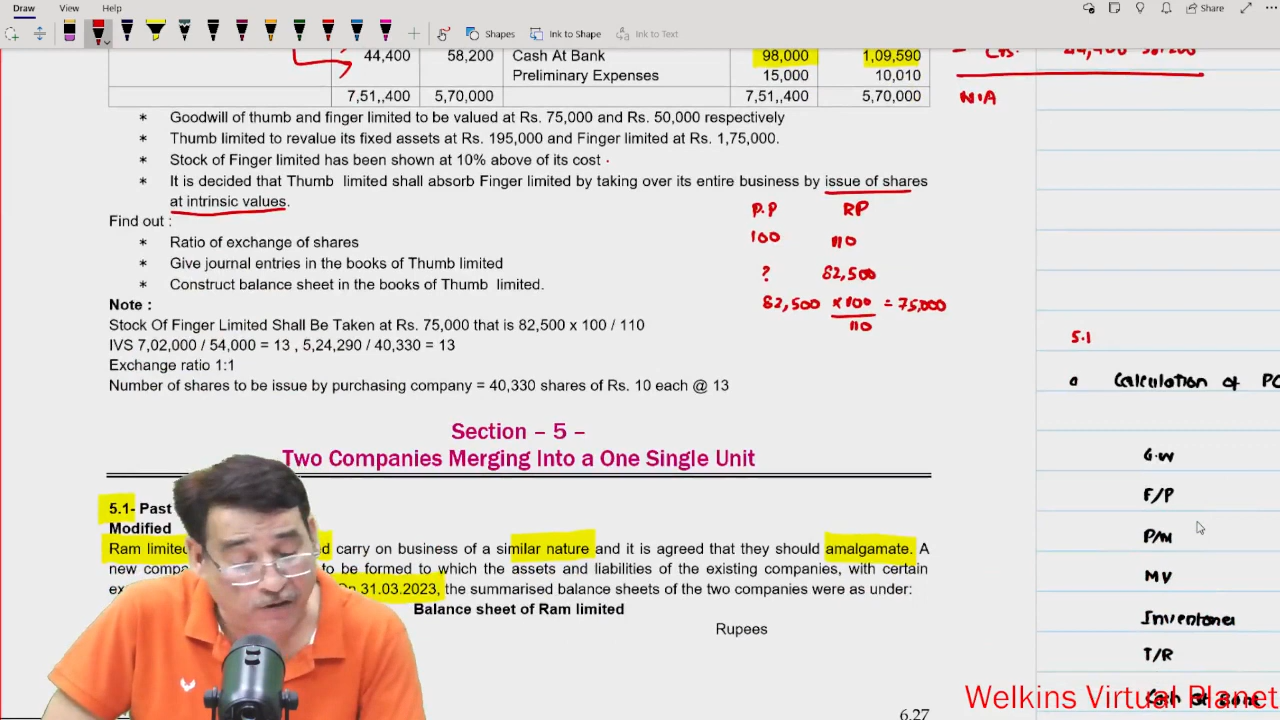 Draw View Help Share
Shapes Ink to Shape Ink to Text
44,400 58,200 Cash At Bank 98,000 1,09,590
Preliminary Expenses 15,000 10,010
7,51,,400 5,70,000 7,51,,400 5,70,000
N·A
* Goodwill of thumb and finger limited to be valued at Rs. 75,000 and Rs. 50,000 respectively
* Thumb limited to revalue its fixed assets at Rs. 195,000 and Finger limited at Rs. 1,75,000.
* Stock of Finger limited has been shown at 10% above of its cost
* It is decided that Thumb limited shall absorb Finger limited by taking over its entire business by issue of shares
at intrinsic values.
P.P RP
100 110
? 82,500
82,500 x 100 = 75,000
110
Find out :
* Ratio of exchange of shares
* Give journal entries in the books of Thumb limited
* Construct balance sheet in the books of Thumb limited.
Note :
Stock Of Finger Limited Shall Be Taken at Rs. 75,000 that is 82,500 x 100 / 110
IVS 7,02,000 / 54,000 = 13 , 5,24,290 / 40,330 = 13
Exchange ratio 1:1
Number of shares to be issue by purchasing company = 40,330 shares of Rs. 10 each @ 13
Section – 5 –
Two Companies Merging Into a One Single Unit
5.1- Past
Modified
Ram limited carry on business of a similar nature and it is agreed that they should amalgamate. A
new comp to be formed to which the assets and liabilities of the existing companies, with certain
On 31.03.2023, the summarised balance sheets of the two companies were as under:
Balance sheet of Ram limited
Rupees
6.27
5.1
a Calculation of PC
G.W
F/P
P/M
MV
T/R
Cash at Bank
Welkins Virtual Planet